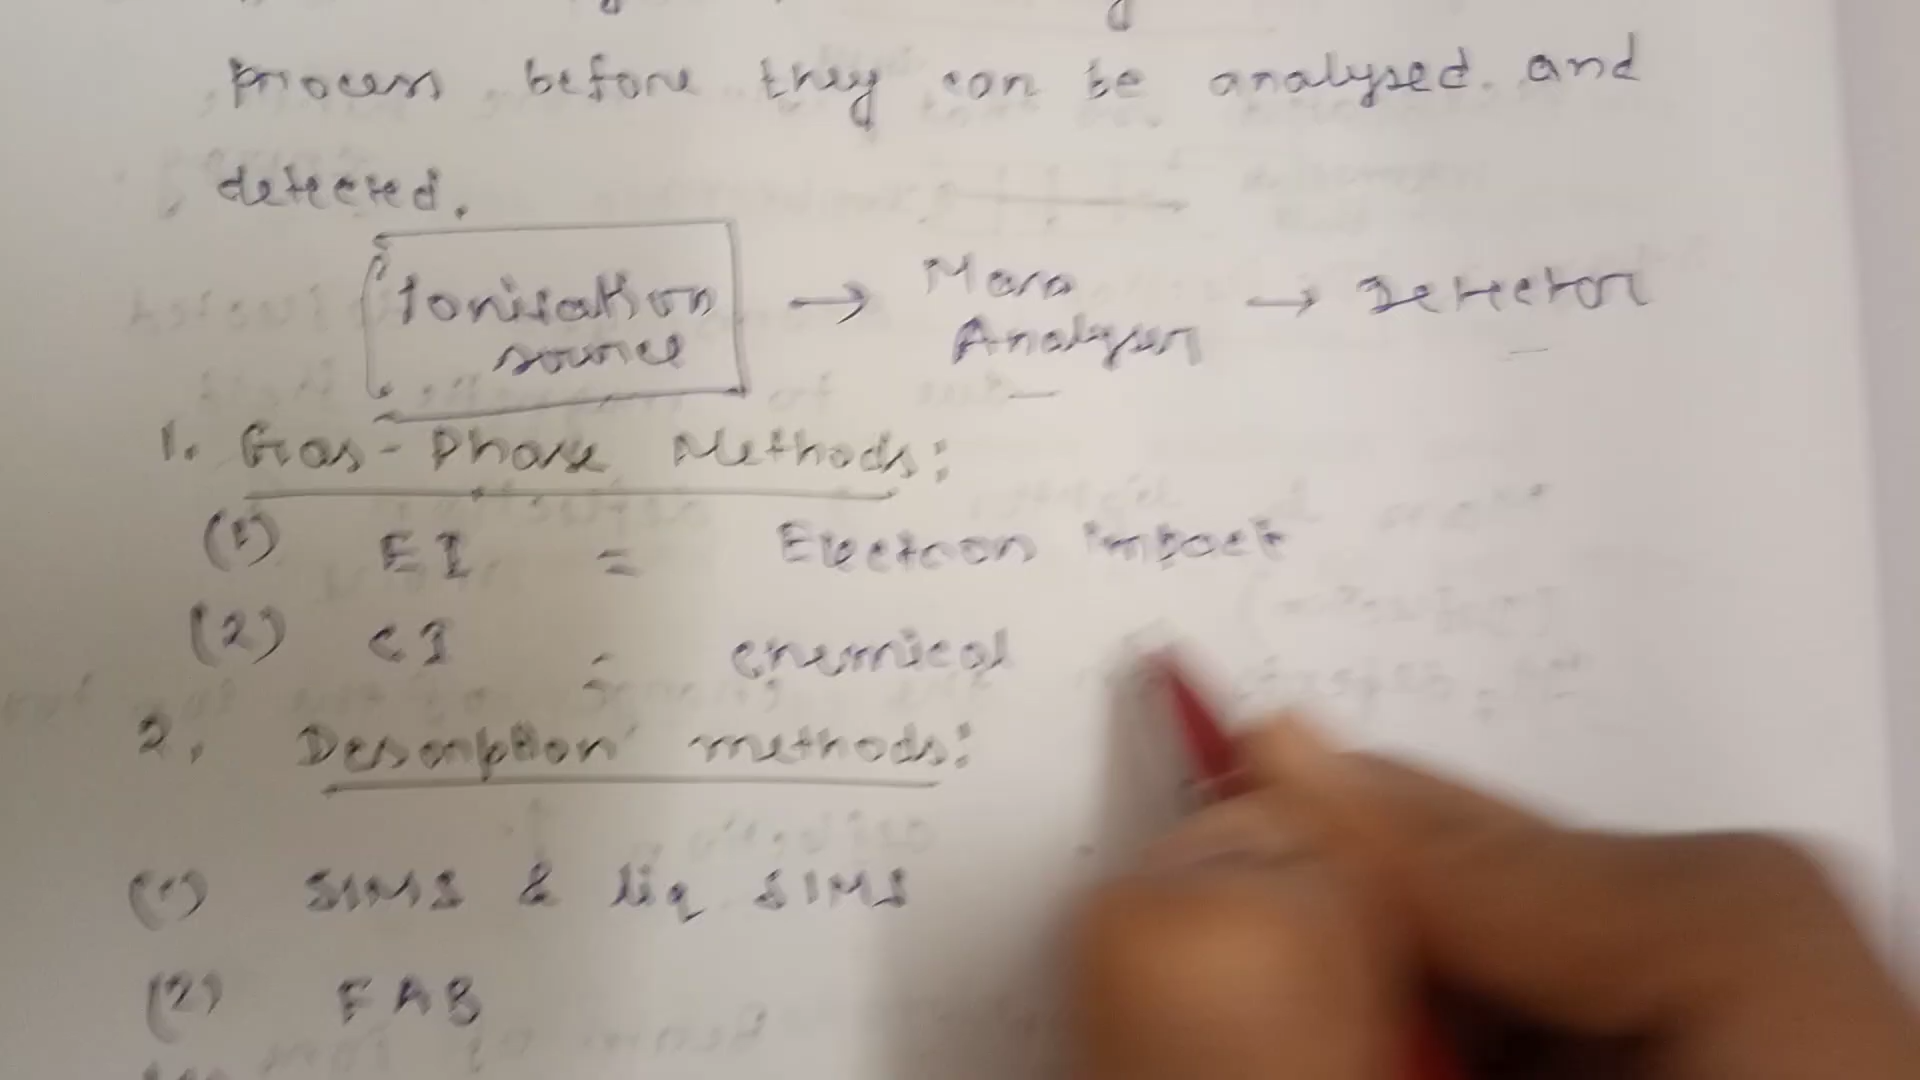 process before they can be analysed and
detected.
Ionisation source → Mass Analyser → Detector
1. Gas-Phase Methods:
(1) EI = Electron impact
(2) CI = chemical
2. Desorption methods:
(1) SIMS & liq SIMS
(2) FAB